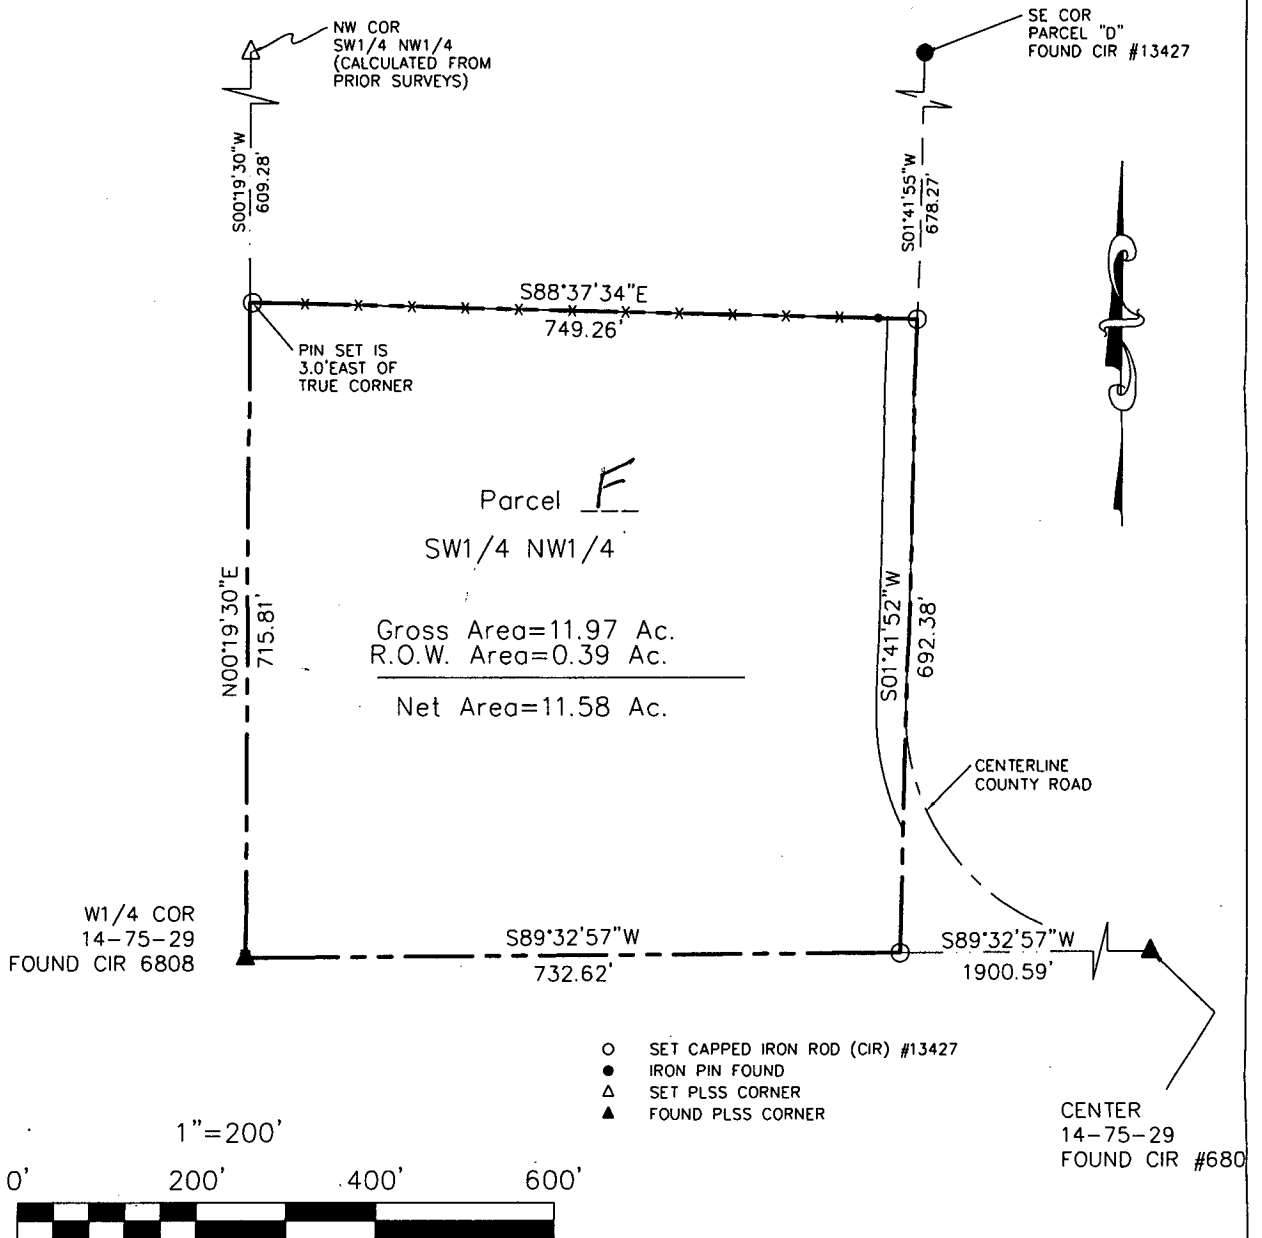 NW COR
SW1/4 NW1/4
(CALCULATED FROM
PRIOR SURVEYS)
SE COR
PARCEL "D"
FOUND CIR #13427
S00°19'30"W
609.28'
S01°41'55"W
678.27'
S88°37'34"E
749.26'
PIN SET IS
3.0'EAST OF
TRUE CORNER
Parcel F
SW1/4 NW1/4
N00°19'30"E
715.81'
Gross Area=11.97 Ac.
R.O.W. Area=0.39 Ac.
Net Area=11.58 Ac.
S01°41'52"W
692.38'
CENTERLINE
COUNTY ROAD
W1/4 COR
14-75-29
FOUND CIR 6808
S89°32'57"W
732.62'
S89°32'57"W
1900.59'
SET CAPPED IRON ROD (CIR) #13427
IRON PIN FOUND
SET PLSS CORNER
FOUND PLSS CORNER
CENTER
14-75-29
FOUND CIR #680
1"=200'
0' 200' 400' 600'